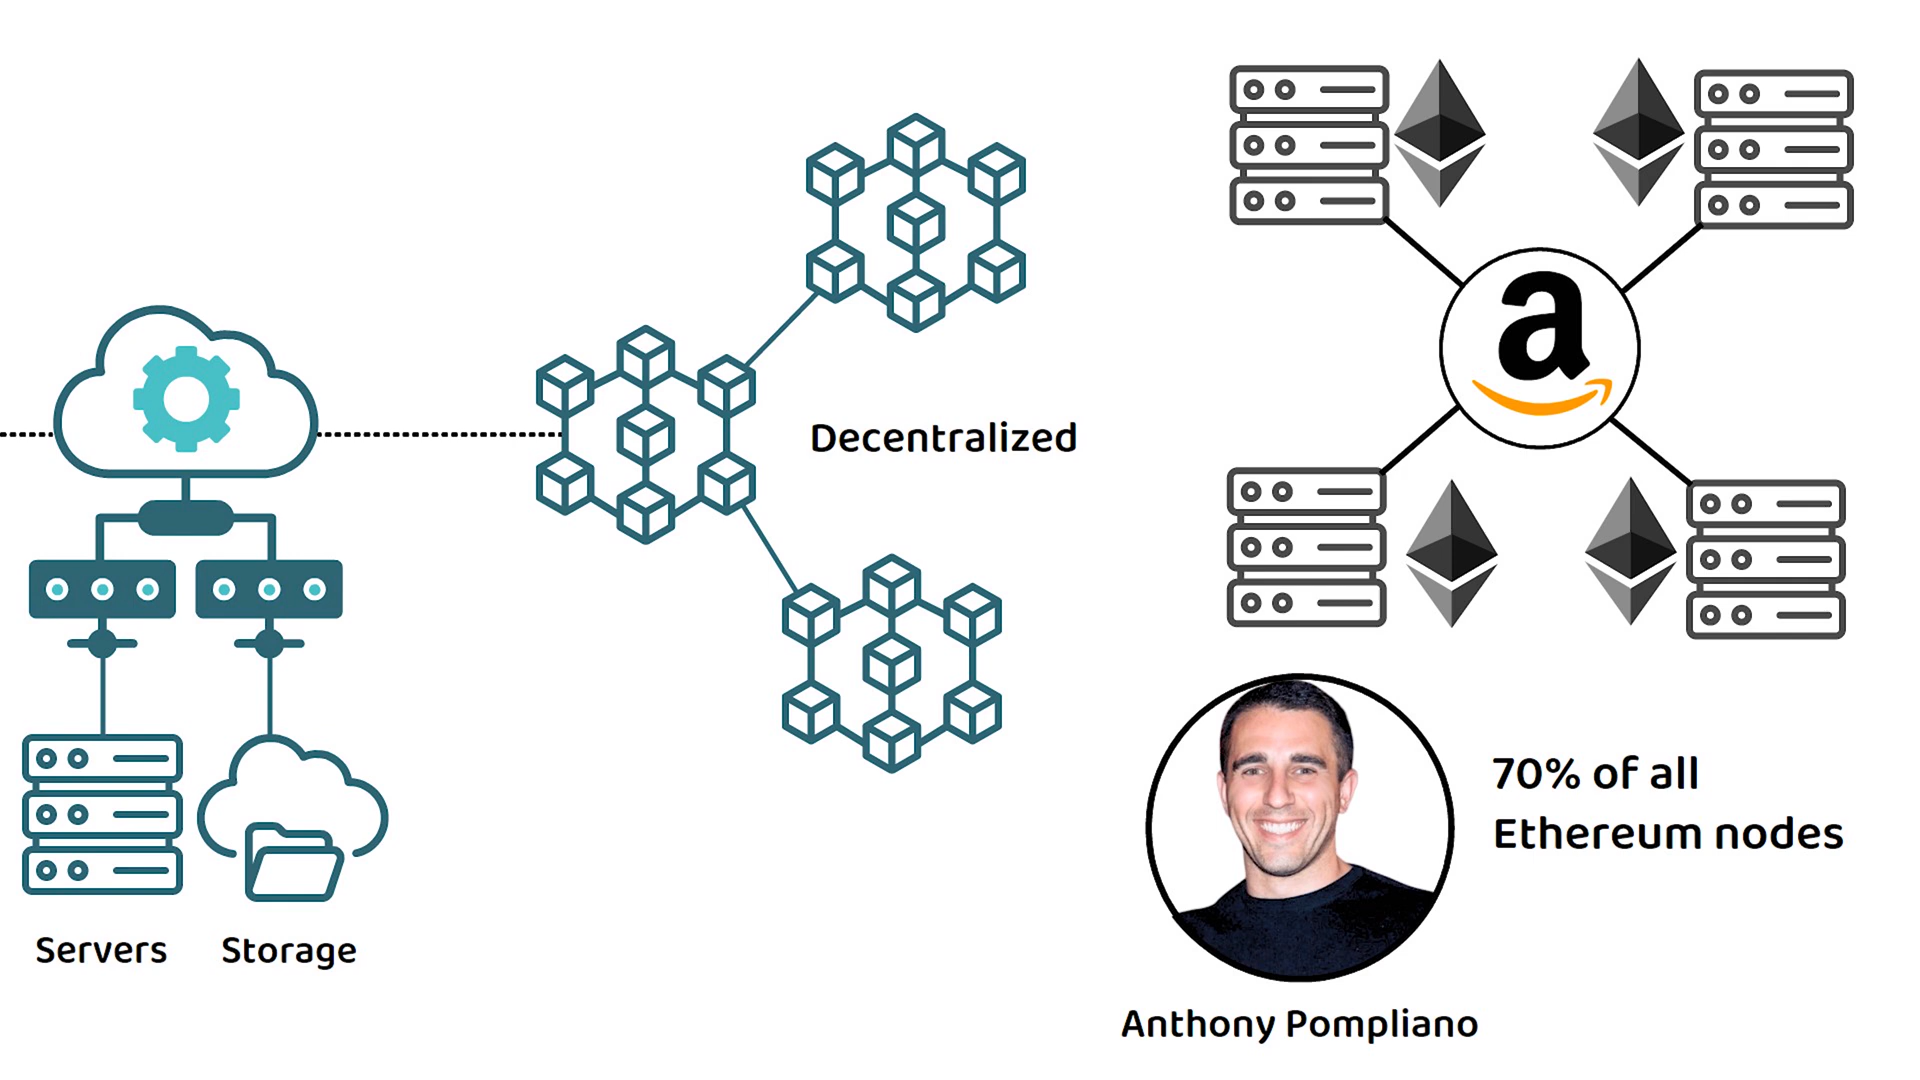 Decentralized
a
70% of all
Ethereum nodes
Servers
Storage
Anthony Pompliano